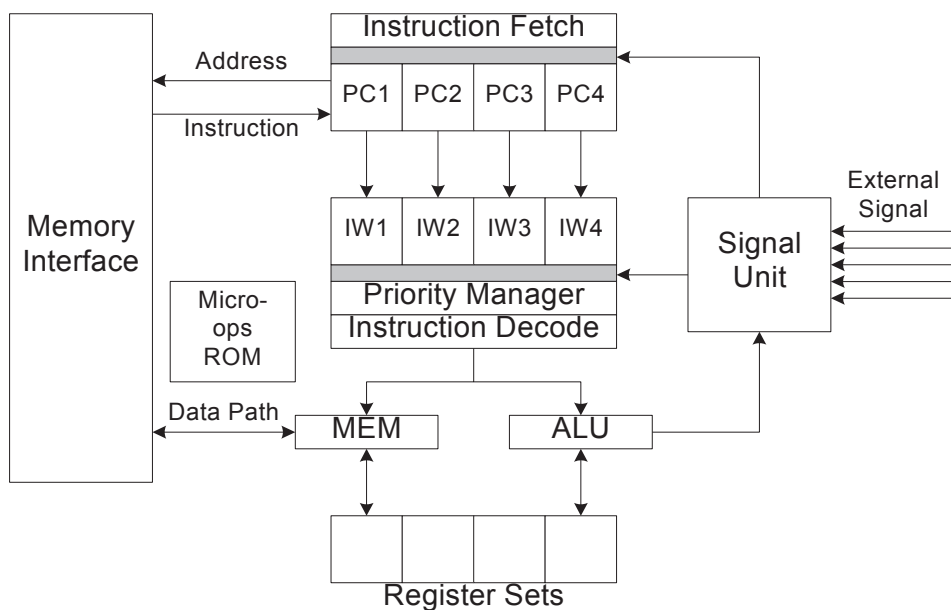 Instruction Fetch
Address
PC1 PC2 PC3 PC4
Instruction
External
Signal
IW1 IW2 IW3 IW4
Memory
Interface
Signal
Unit
Priority Manager
Micro-
ops
ROM
Instruction Decode
Data Path
MEM
ALU
Register Sets